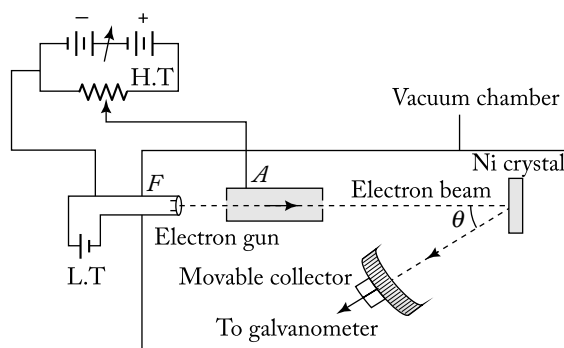 − +
H.T
Vacuum chamber
Ni crystal
F
A
Electron beam
θ
Electron gun
L.T
Movable collector
To galvanometer